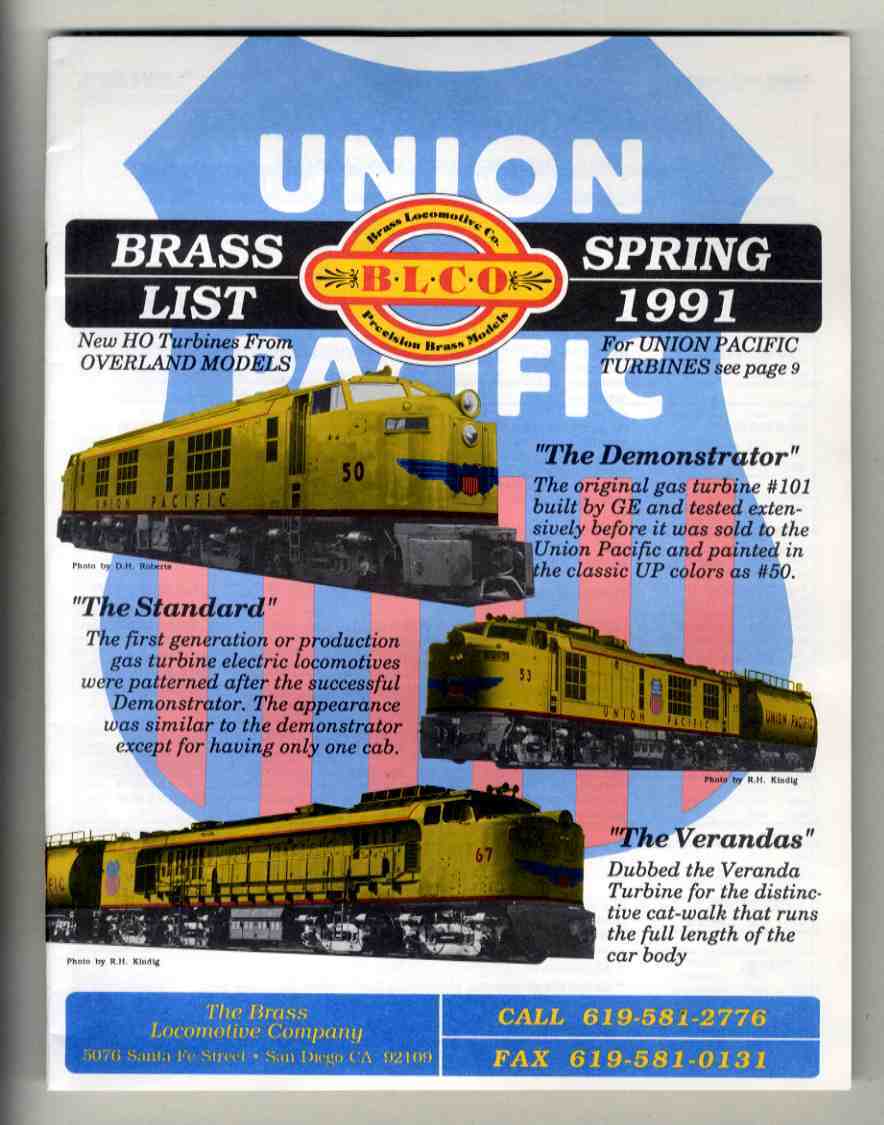 UNION
PACIFIC
BRASS
LIST
Brass Locomotive Co.
B·L·C·O
Precision Brass Models
SPRING
1991
New HO Turbines From
OVERLAND MODELS
For UNION PACIFIC
TURBINES see page 9
50
UNION PACIFIC
Photo by D.H. Roberts
"The Demonstrator"
The original gas turbine #101
built by GE and tested exten-
sively before it was sold to the
Union Pacific and painted in
the classic UP colors as #50.
"The Standard"
The first generation or production
gas turbine electric locomotives
were patterned after the successful
Demonstrator. The appearance
was similar to the demonstrator
except for having only one cab.
53
UNION PACIFIC
UNION PACIFIC
Photo by R.H. Kindig
FIC
67
Photo by R.H. Kindig
"The Verandas"
Dubbed the Veranda
Turbine for the distinc-
tive cat-walk that runs
the full length of the
car body
The Brass
Locomotive Company
5076 Santa Fe Street • San Diego CA 92109
CALL 619-581-2776
FAX 619-581-0131